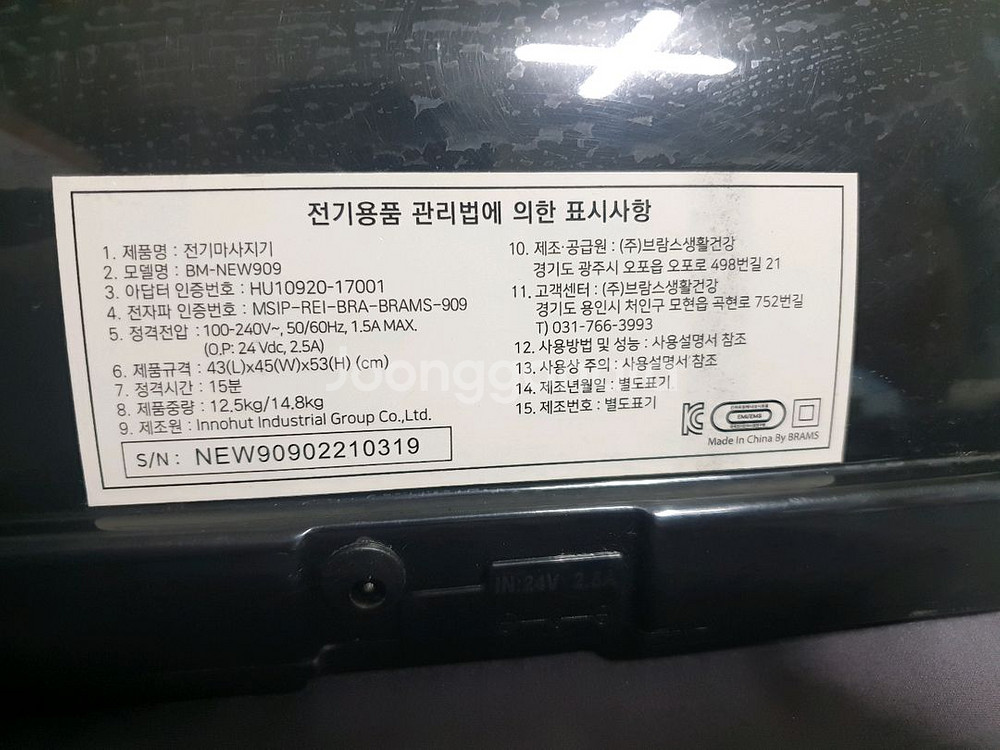 전기용품 관리법에 의한 표시사항
1. 제품명 : 전기마사지기
2. 모델명 : BM-NEW909
3. 아답터 인증번호 : HU10920-17001
4. 전자파 인증번호 : MSIP-REI-BRA-BRAMS-909
5. 정격전압 : 100-240V~, 50/60Hz, 1.5A MAX.
(O.P: 24 Vdc, 2.5A)
6. 제품규격 : 43(L)x45(W)x53(H) (cm)
7. 정격시간 : 15분
8. 제품중량 : 12.5kg/14.8kg
9. 제조원 : Innohut Industrial Group Co.,Ltd.
S/N : NEW90902210319
10. 제조·공급원 : (주)브람스생활건강
경기도 광주시 오포읍 오포로 498번길 21
11. 고객센터 : (주)브람스생활건강
경기도 용인시 처인구 모현읍 곡현로 752번길
T) 031-766-3993
12. 사용방법 및 성능 : 사용설명서 참조
13. 사용상 주의 : 사용설명서 참조
14. 제조년월일 : 별도표기
15. 제조번호 : 별도표기
EMI/EMS
Made In China By BRAMS
IN:24V